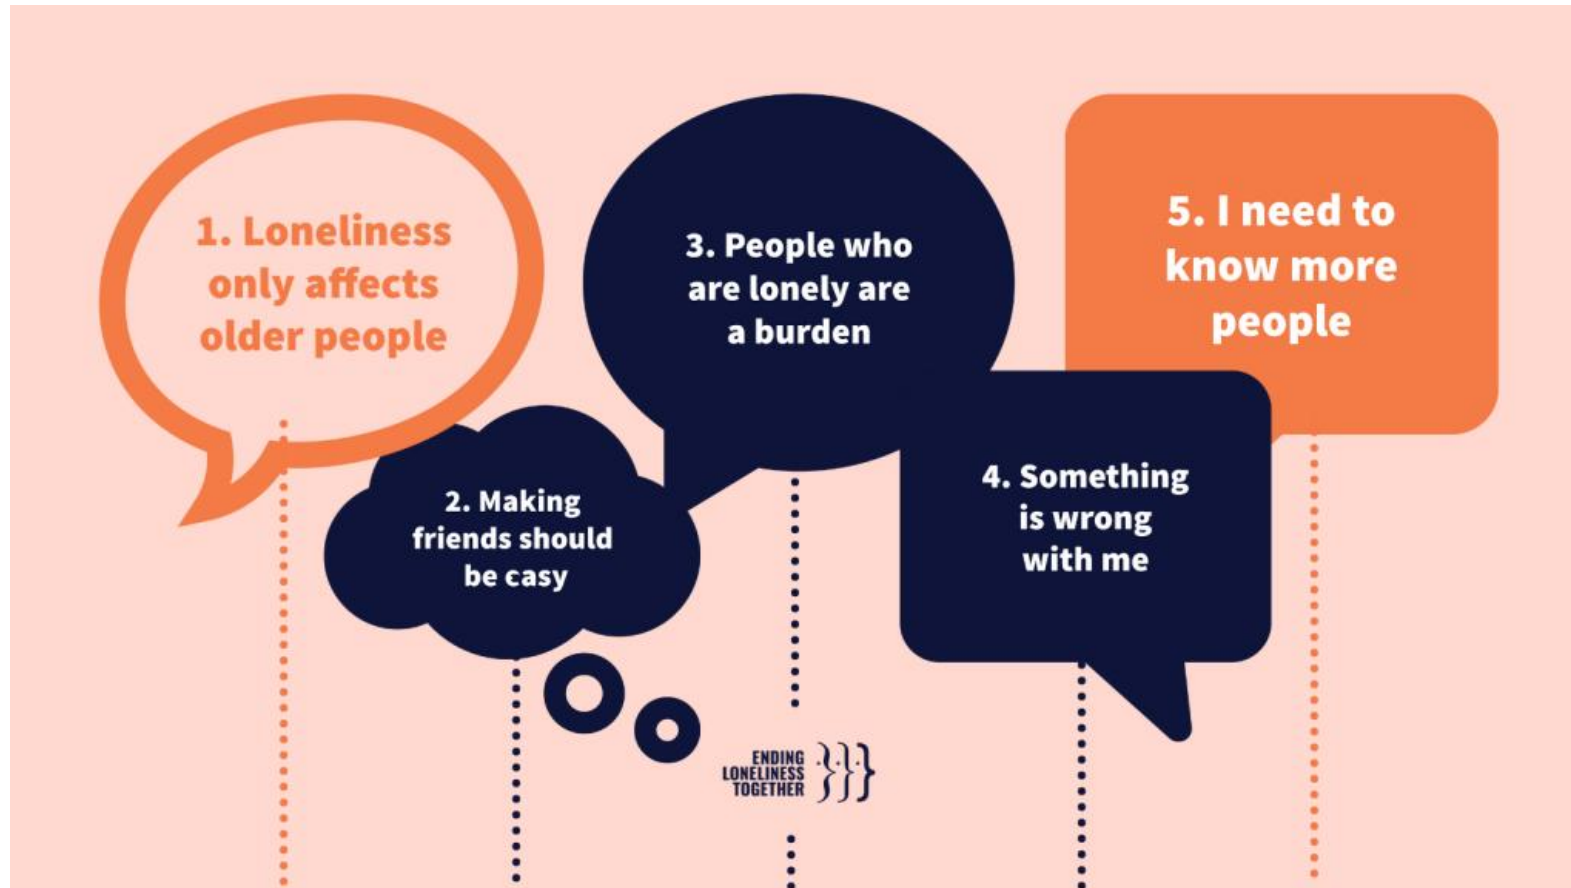 1. Loneliness
only affects
older people
2. Making
friends should
be casy
3. People who
are lonely are
a burden
4. Something
is wrong
with me
5. I need to
know more
people
ENDING
LONELINESS
TOGETHER